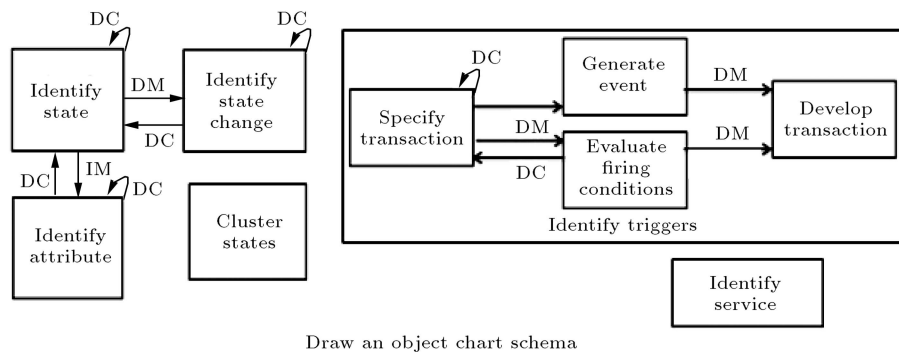 DC
DC
Identify
state
DM
Identify
state
change
DC
DC
IM
DC
Identify
attribute
Cluster
states
DC
Specify
transaction
Generate
event
DM
DM
DC
Evaluate
firing
conditions
DM
Develop
transaction
Identify triggers
Identify
service
Draw an object chart schema